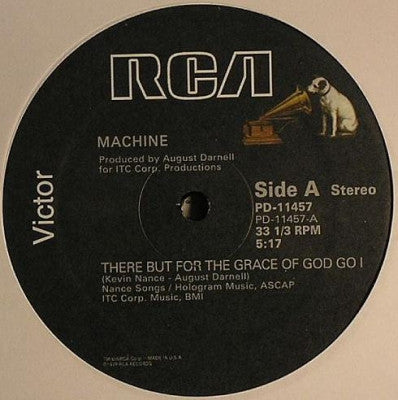 RCA
Victor
MACHINE
Produced by August Darnell
for ITC Corp. Productions
Side A Stereo
PD-11457
PD-11457-A
33 1/3 RPM
5:17
THERE BUT FOR THE GRACE OF GOD GO I
(Kevin Nance - August Darnell)
Nance Songs / Hologram Music, ASCAP
ITC Corp. Music, BMI
MADE IN U.S.A.
RCA RECORDS